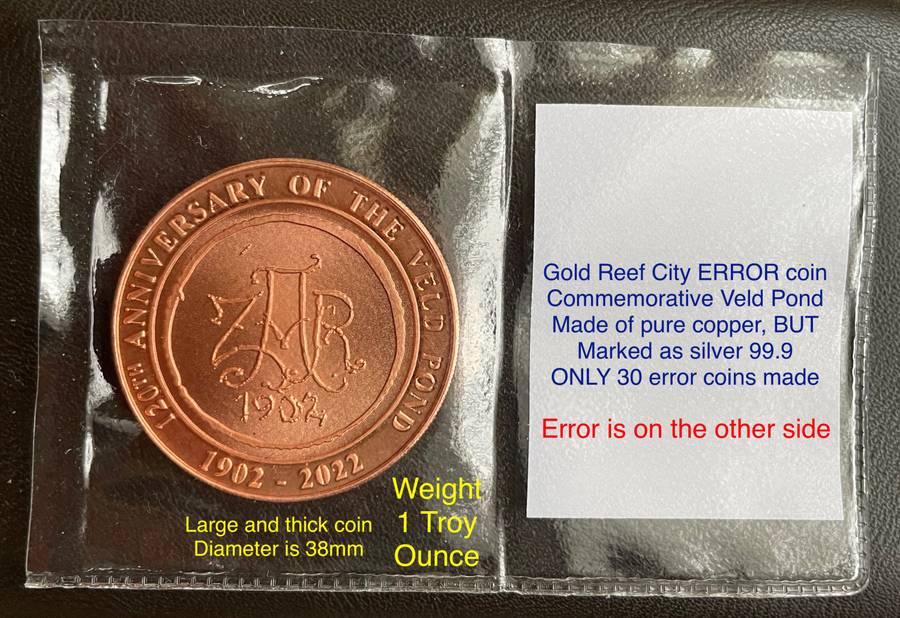 120TH ANNIVERSARY OF THE VELD POND
ZAR
1902
1902 - 2022
Large and thick coin
Diameter is 38mm
Weight
1 Troy
Ounce
Gold Reef City ERROR coin
Commemorative Veld Pond
Made of pure copper, BUT
Marked as silver 99.9
ONLY 30 error coins made
Error is on the other side